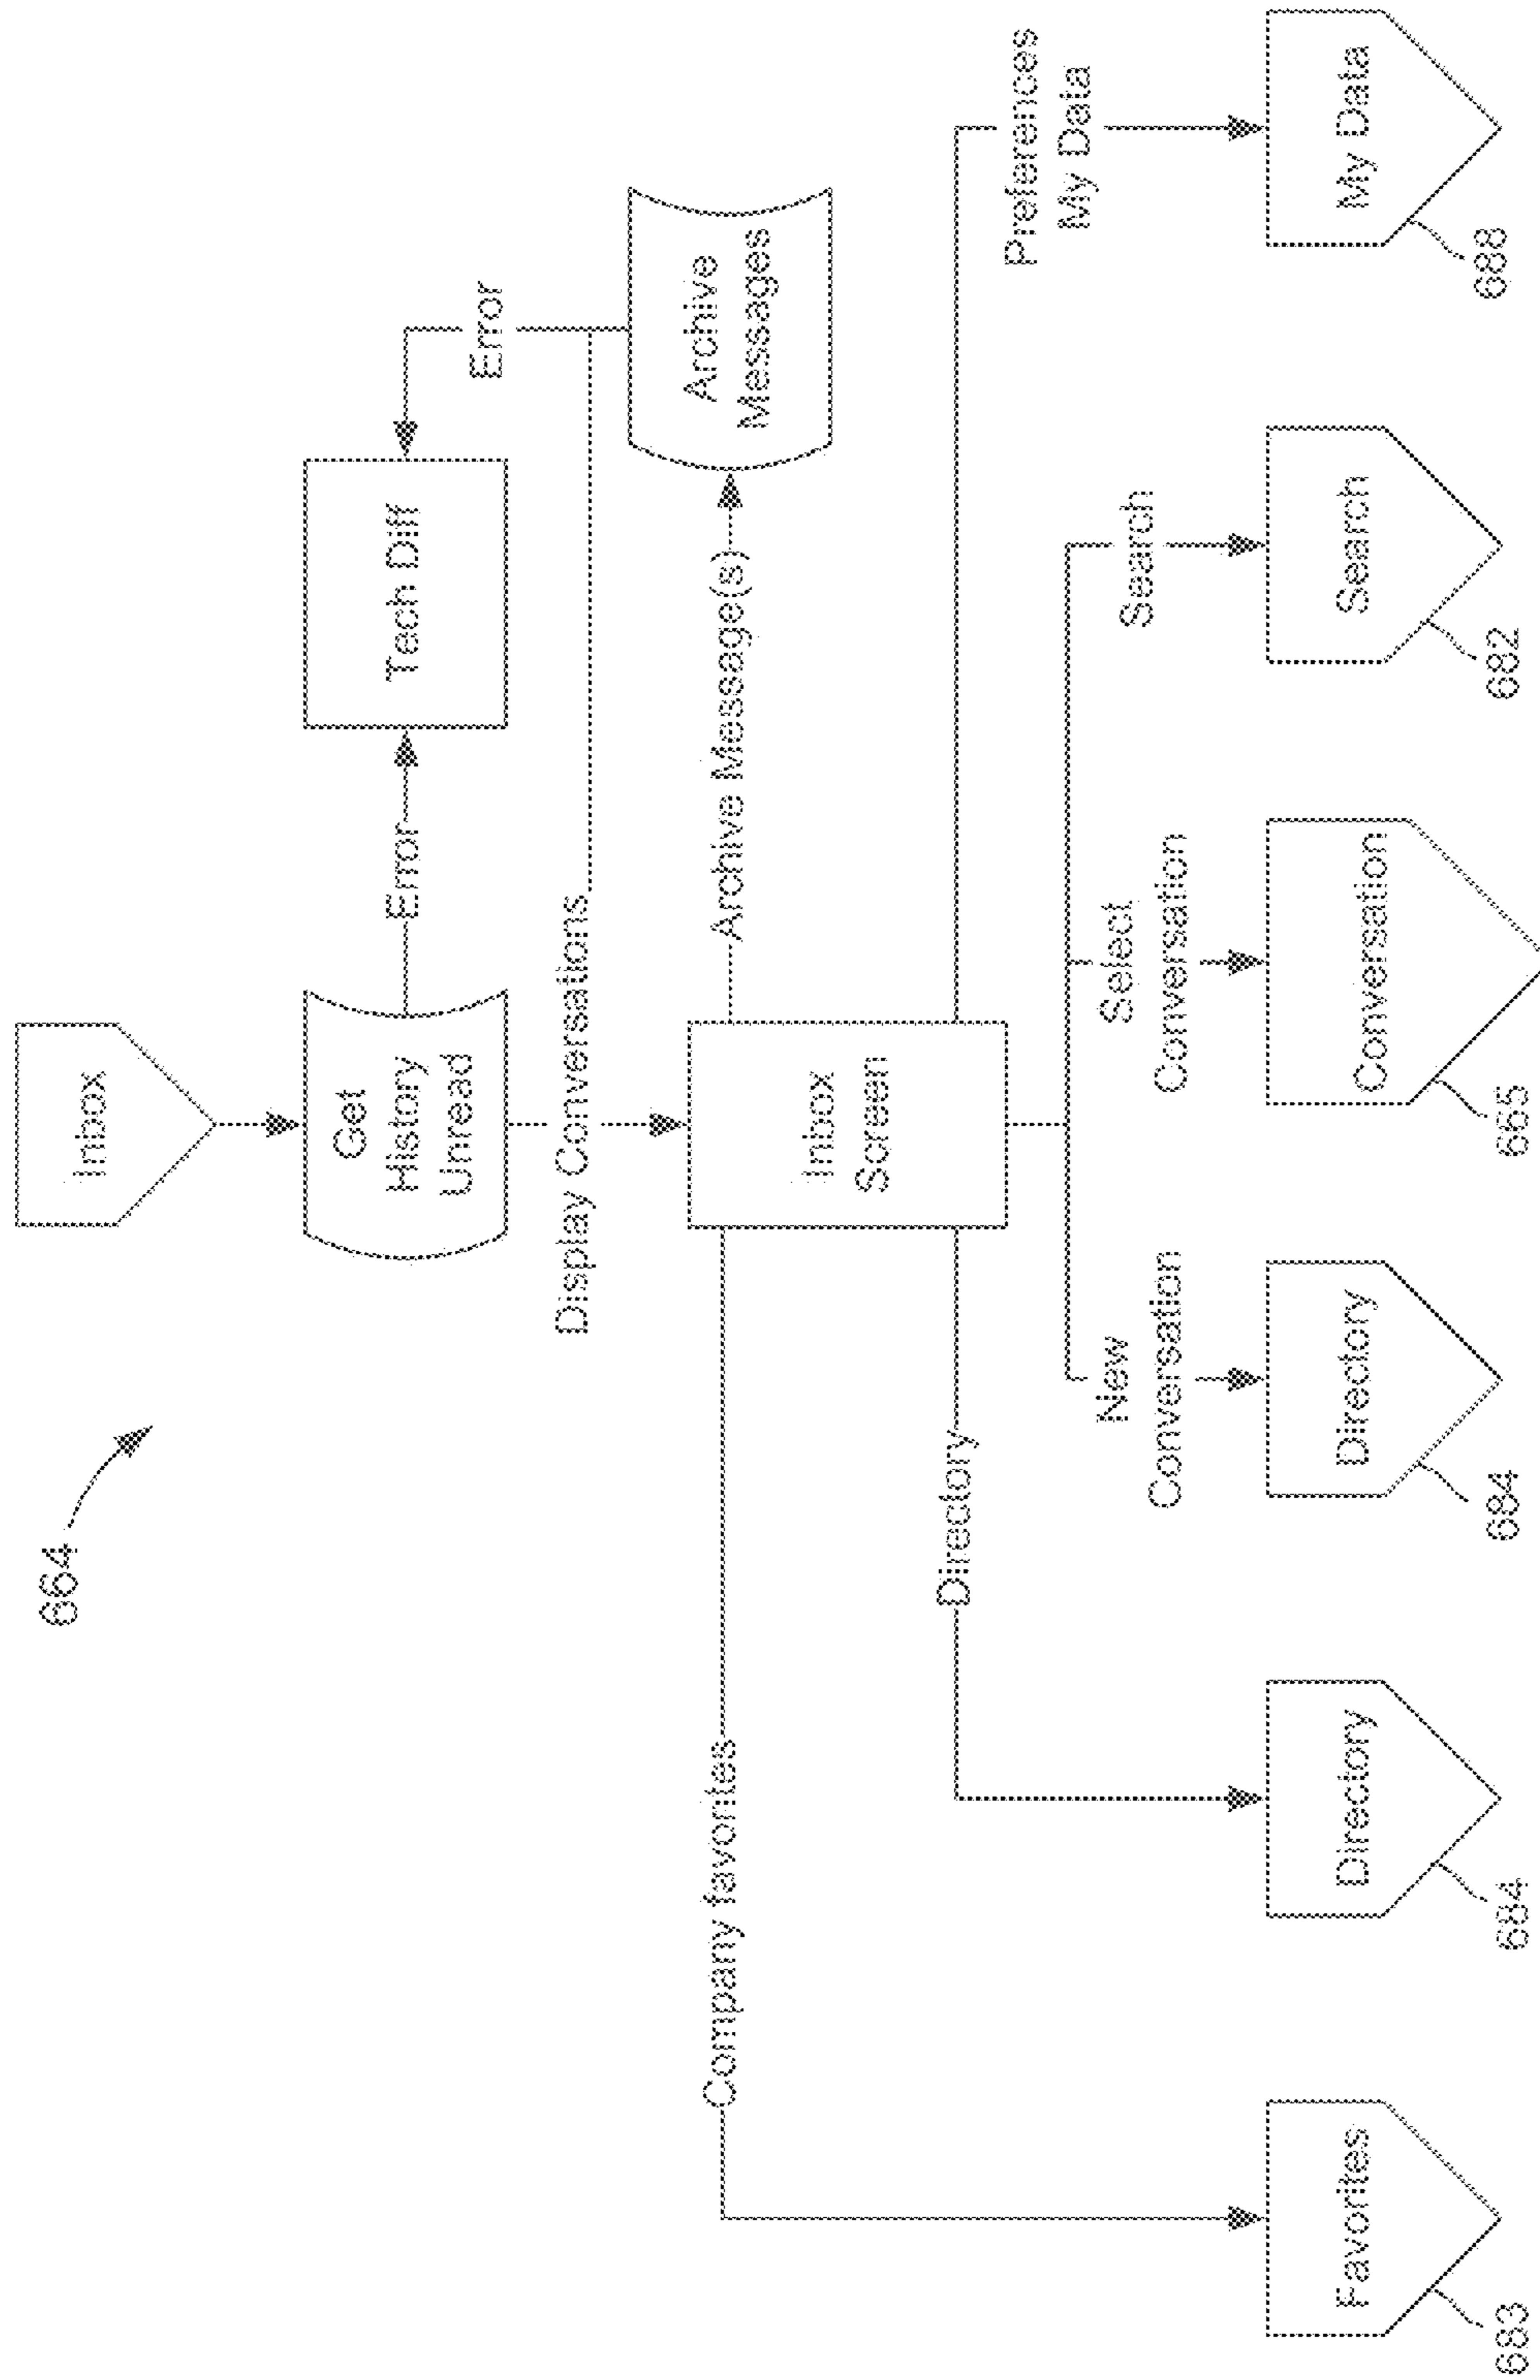 664
Inbox
Get
History
Unread
Error
Tech Diff
Error
Display Conversations
Company favorites
Inbox
Screen
Archive Message(s)
Archive
Messages
Directory
Preferences
My Data
New
Conversation
Select
Conversation
Search
Favorites
Directory
Directory
Conversation
Search
My Data
683
684
684
665
682
688